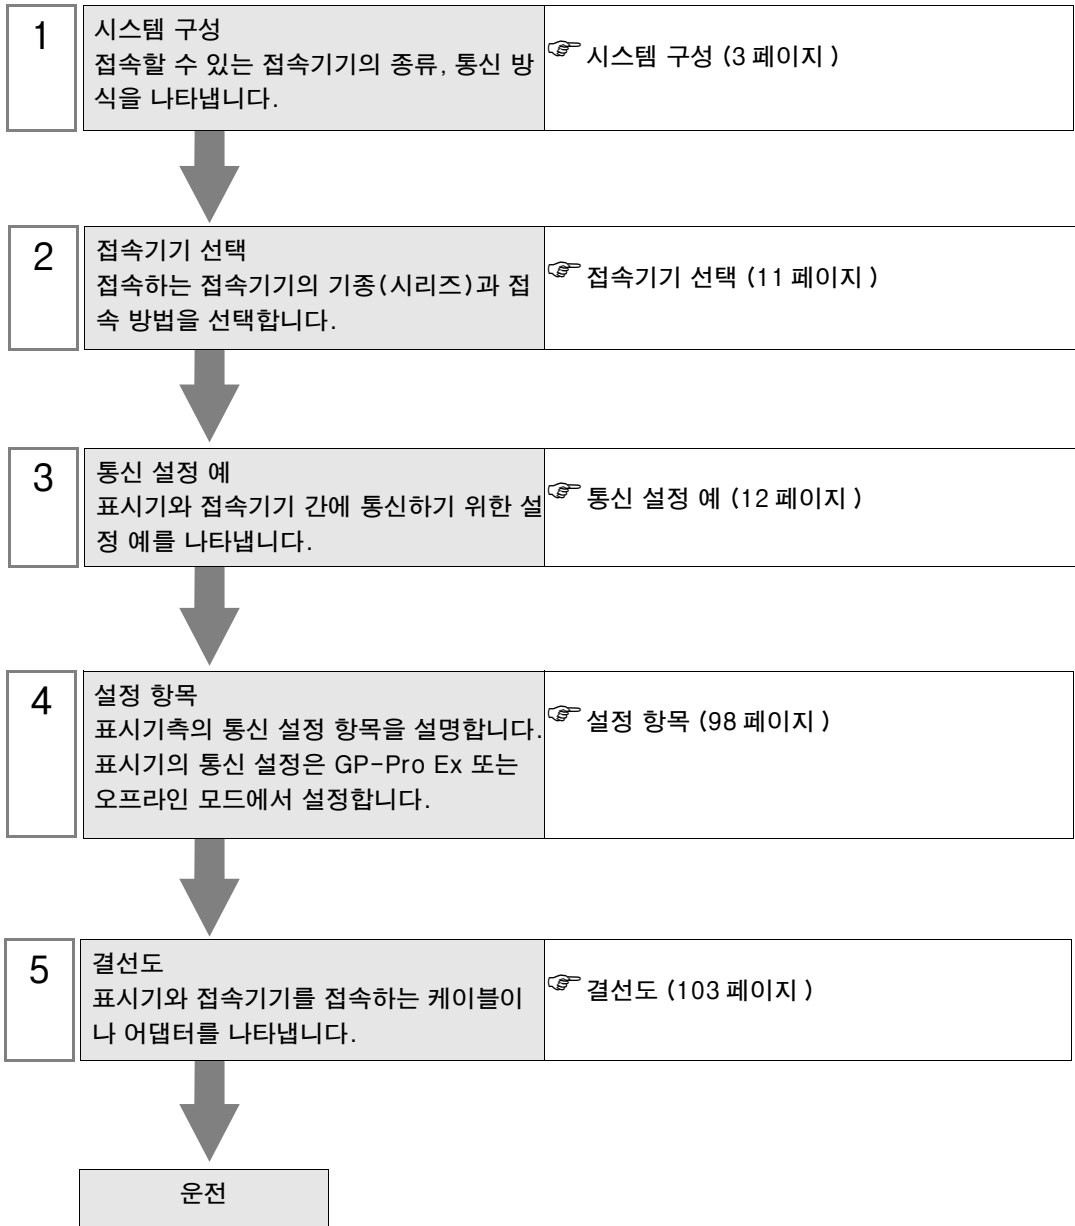 1
시스템 구성
접속할 수 있는 접속기기의 종류, 통신 방
식을 나타냅니다.
☞ 시스템 구성 (3 페이지 )
2
접속기기 선택
접속하는 접속기기의 기종(시리즈)과 접
속 방법을 선택합니다.
☞ 접속기기 선택 (11 페이지 )
3
통신 설정 예
표시기와 접속기기 간에 통신하기 위한 설
정 예를 나타냅니다.
☞ 통신 설정 예 (12 페이지 )
4
설정 항목
표시기측의 통신 설정 항목을 설명합니다.
표시기의 통신 설정은 GP-Pro Ex 또는
오프라인 모드에서 설정합니다.
☞ 설정 항목 (98 페이지 )
5
결선도
표시기와 접속기기를 접속하는 케이블이
나 어댑터를 나타냅니다.
☞ 결선도 (103 페이지 )
운전